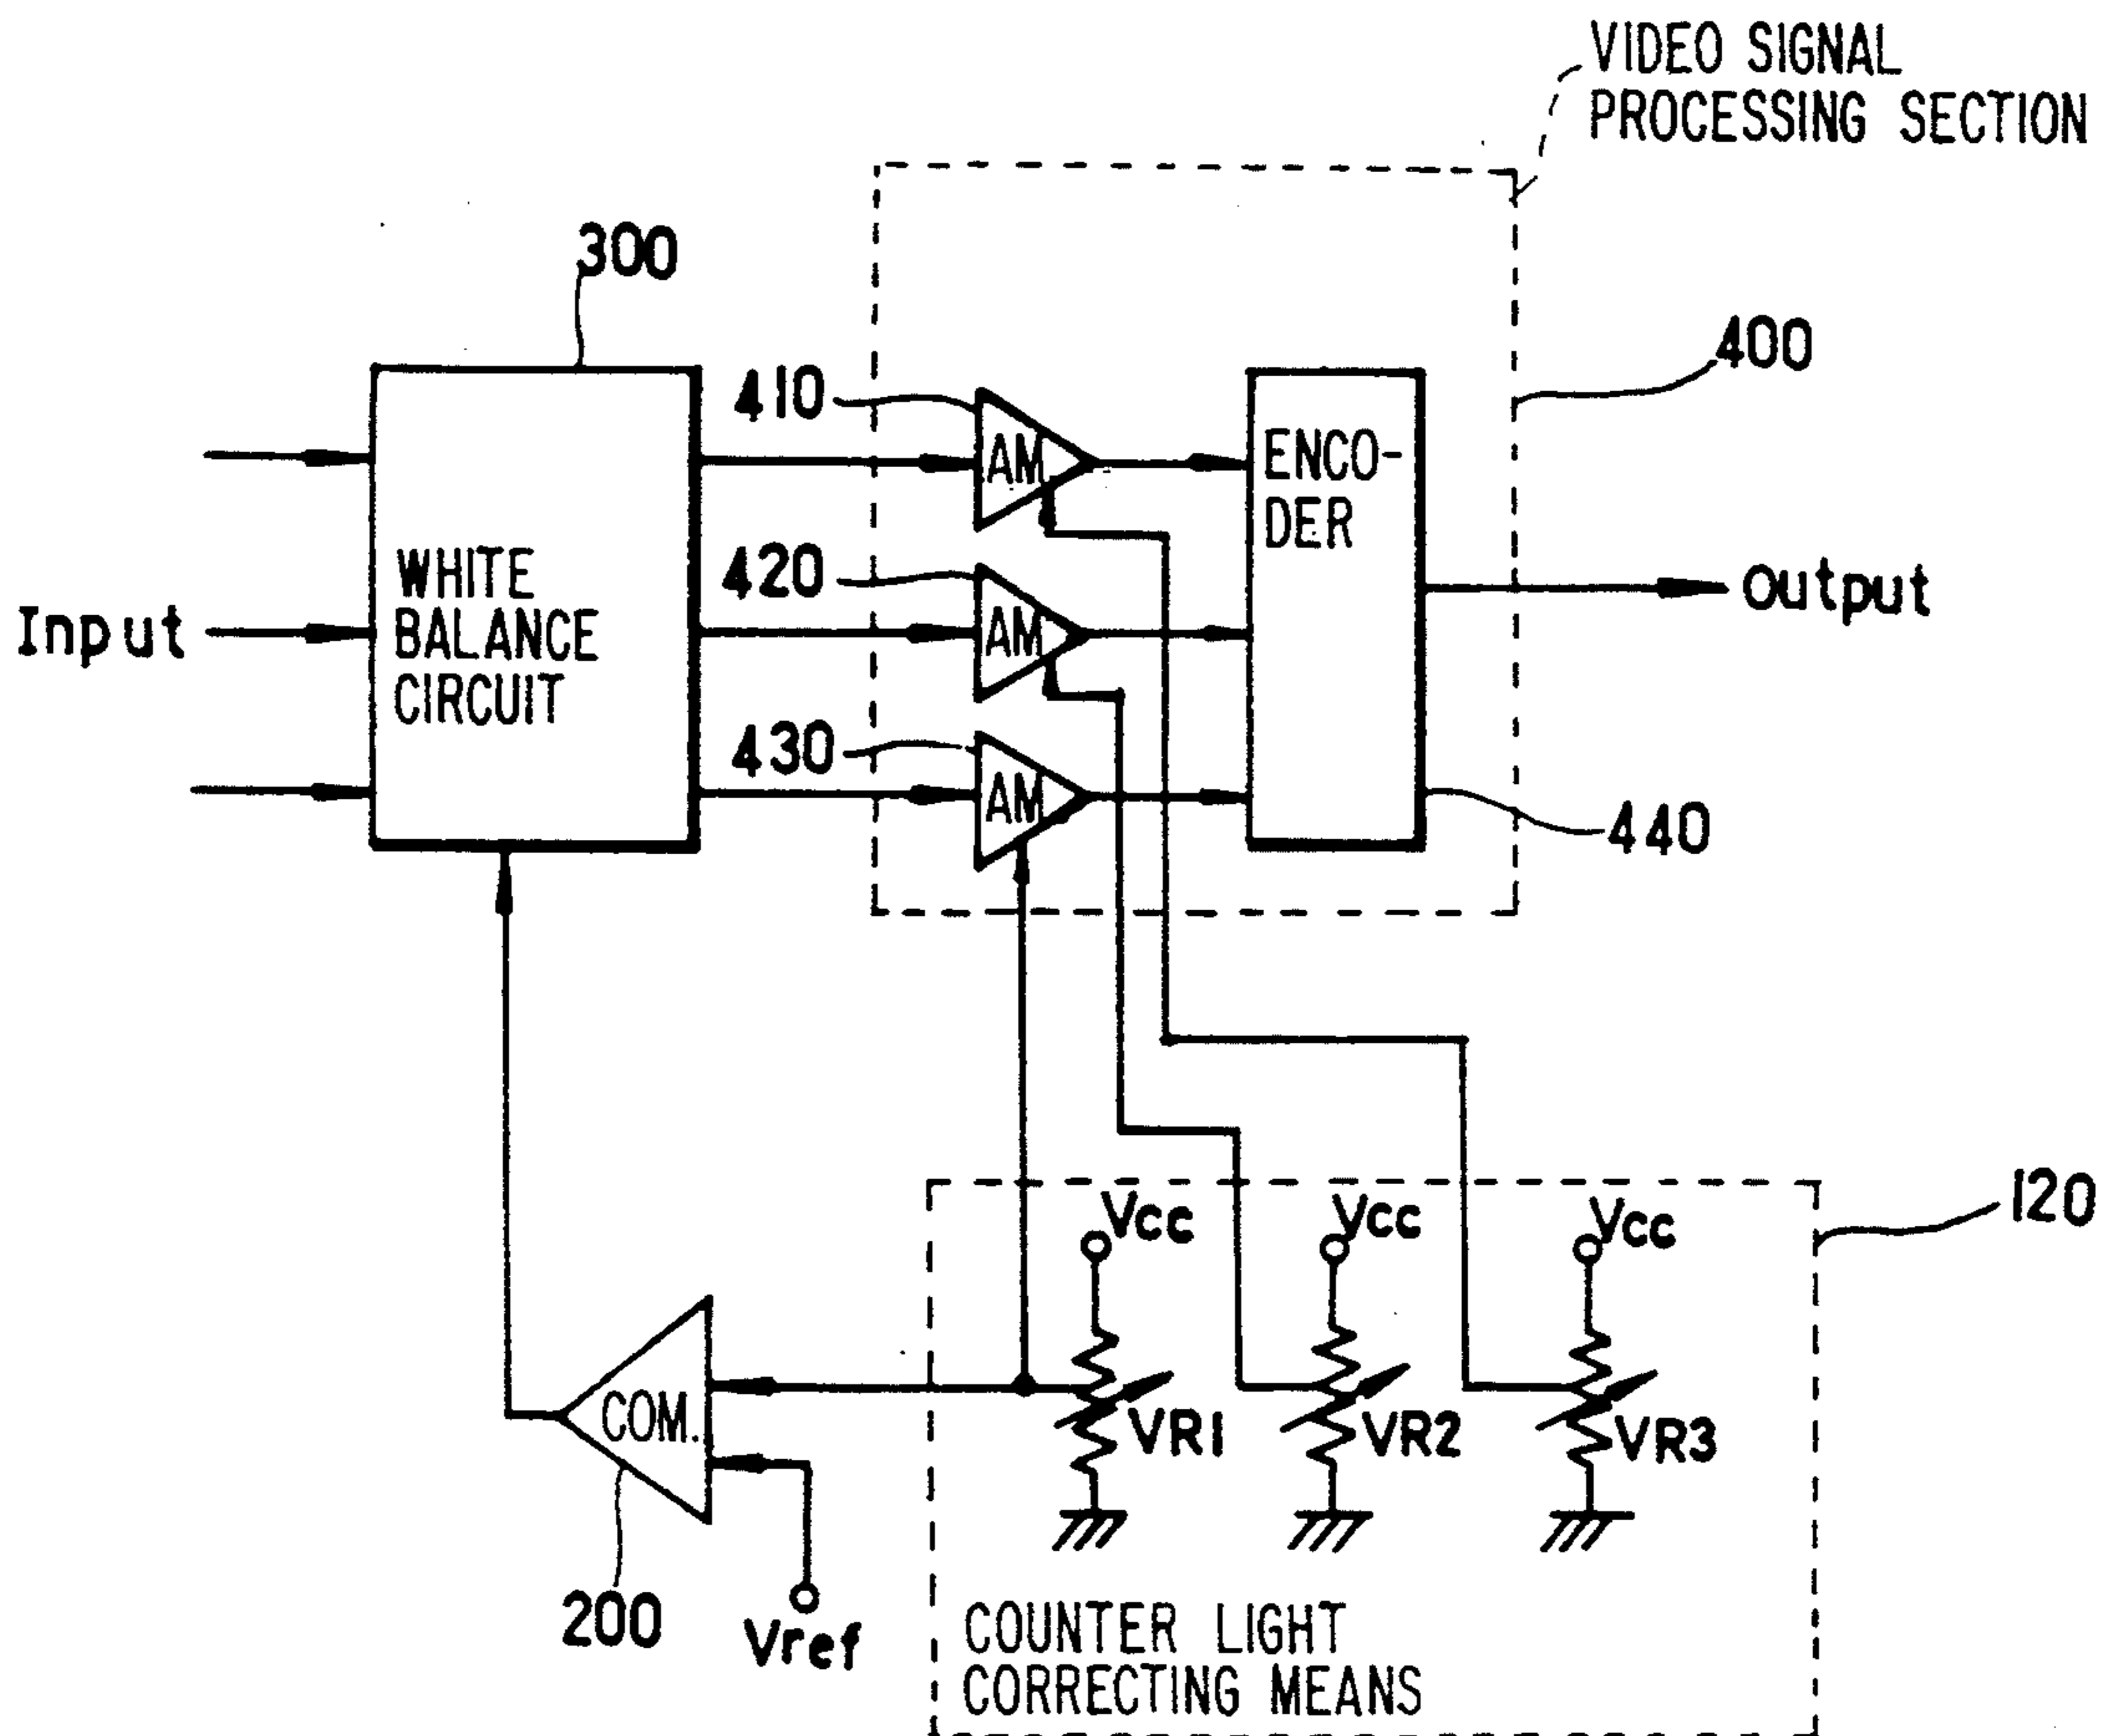 VIDEO SIGNAL
PROCESSING SECTION
300
400
410
AM
ENCO-
DER
WHITE
BALANCE
CIRCUIT
420
AM
Input
output
430
AM
440
120
Vcc
Vcc
Vcc
COM.
VR1
VR2
VR3
200
Vref
COUNTER LIGHT
CORRECTING MEANS